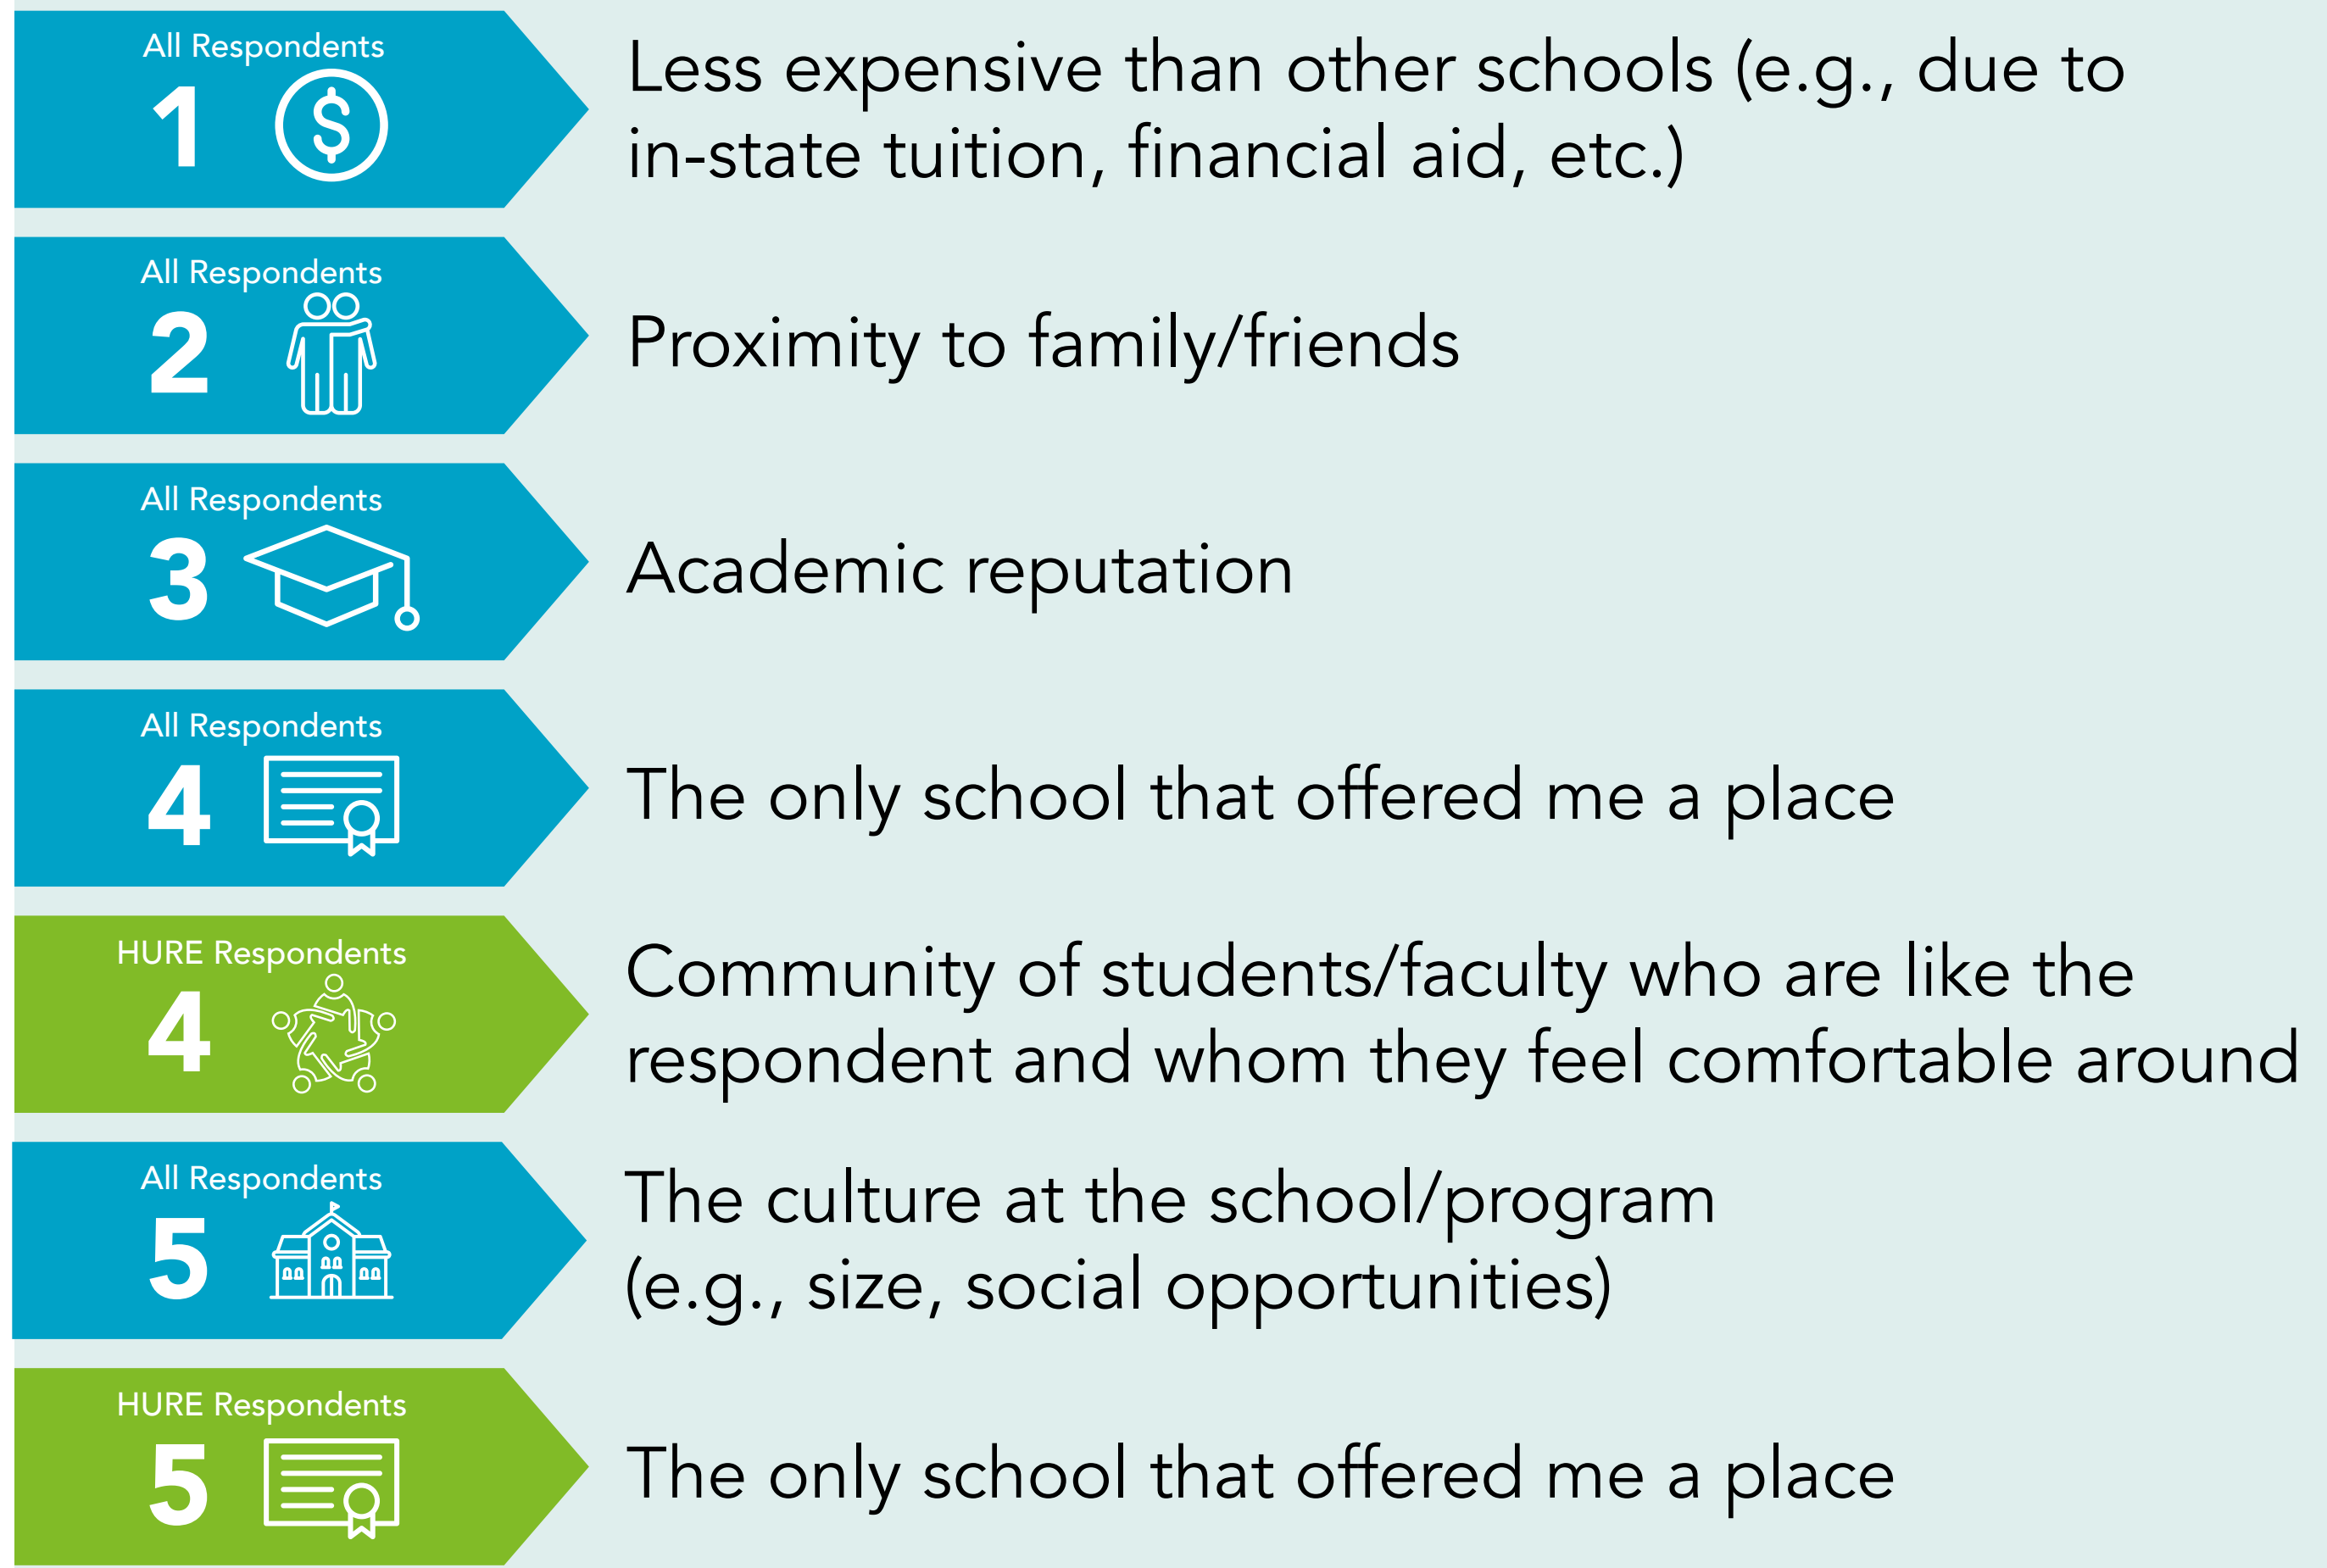 All Respondents
1
Less expensive than other schools (e.g., due to
in-state tuition, financial aid, etc.)
All Respondents
2
Proximity to family/friends
All Respondents
3
Academic reputation
All Respondents
4
The only school that offered me a place
HURE Respondents
4
Community of students/faculty who are like the
respondent and whom they feel comfortable around
All Respondents
5
The culture at the school/program
(e.g., size, social opportunities)
HURE Respondents
5
The only school that offered me a place